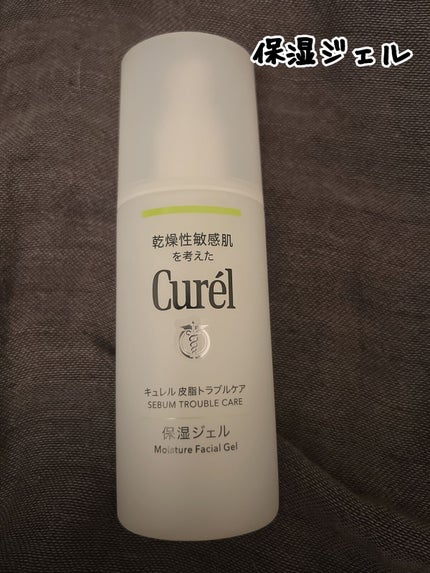 保湿ジェル
乾燥性敏感肌
を考えた
Curél
キュレル 皮脂トラブルケア
SEBUM TROUBLE CARE
保湿ジェル
Moisture Facial Gel